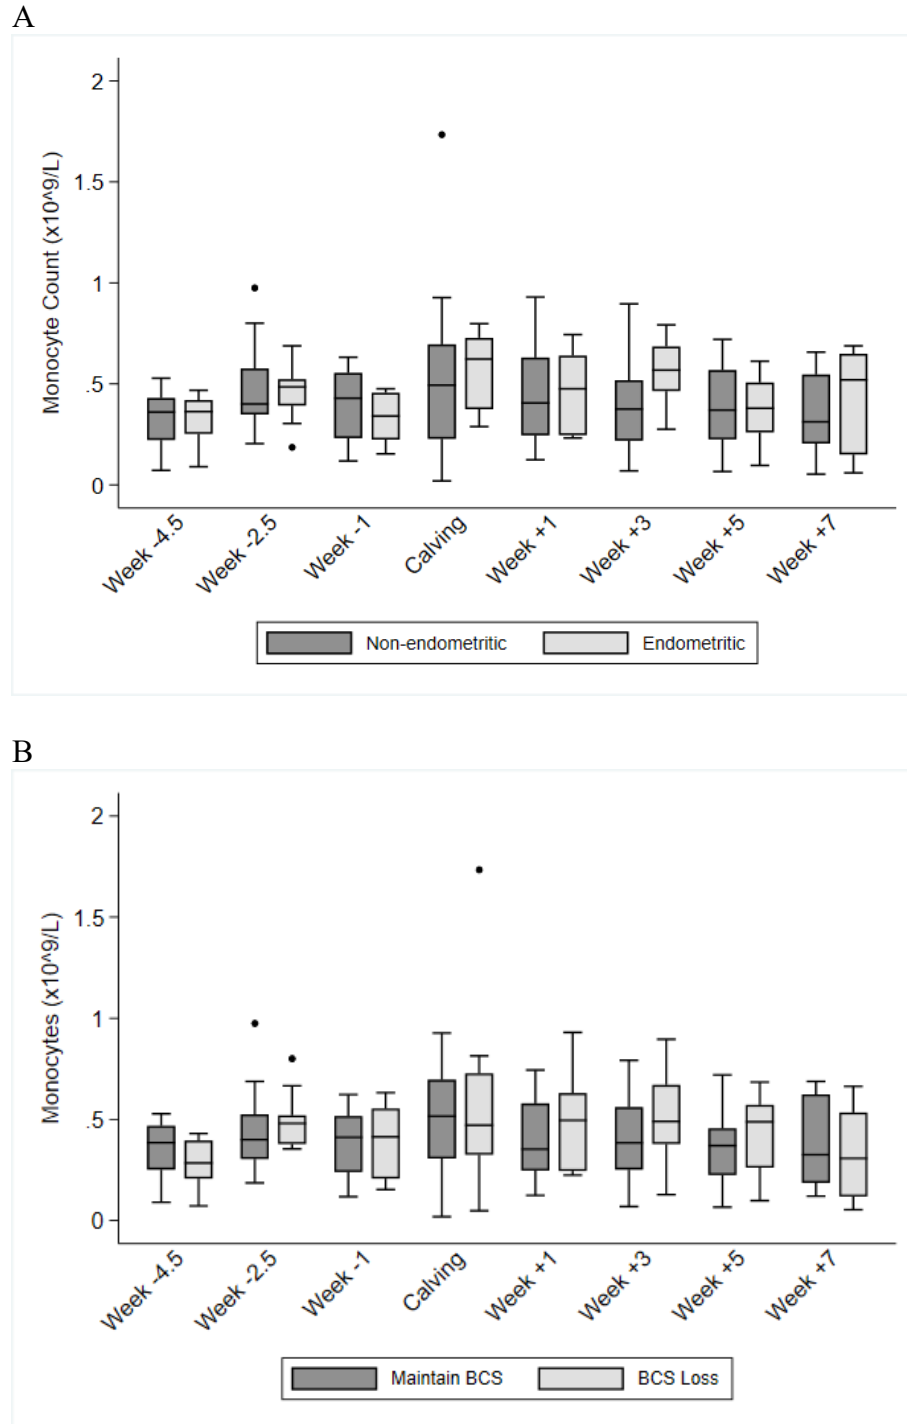 A
Monocyte Count (x10^9/L)
2
1.5
1
.5
0
Week -4.5
Week -2.5
Week -1
Calving
Week +1
Week +3
Week +5
Week +7
Non-endometritic
Endometritic
B
Monocytes (x10^9/L)
2
1.5
1
.5
0
Week -4.5
Week -2.5
Week -1
Calving
Week +1
Week +3
Week +5
Week +7
Maintain BCS
BCS Loss